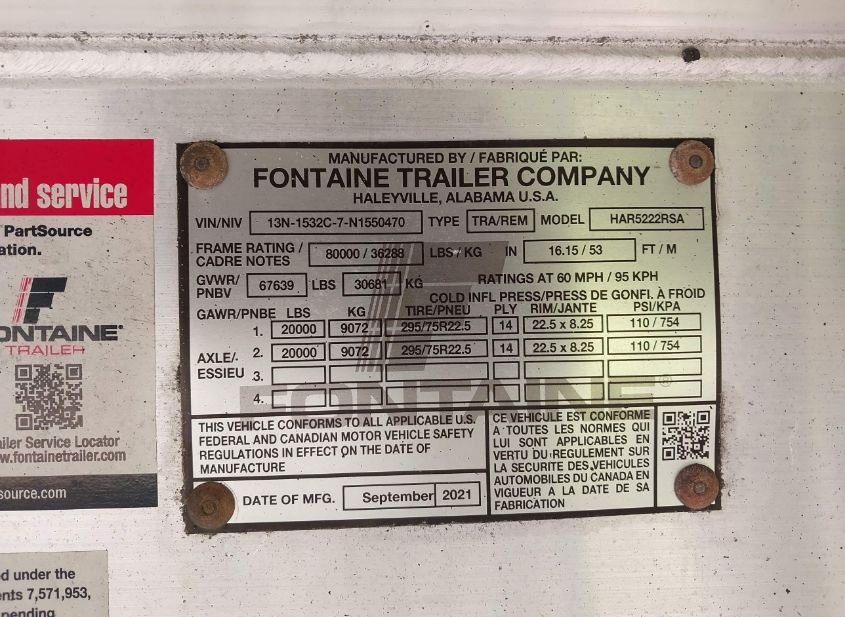 nd service
PartSource
ation.
F
ONTAINE
TRAILER
ailer Service Locator
w.fontainetrailer.com
source.com
ed under the
ents 7,571,953,
pending
MANUFACTURED BY / FABRIQUÉ PAR:
FONTAINE TRAILER COMPANY
HALEYVILLE, ALABAMA U.S.A.
VIN/NIV 13N-1532C-7-N1550470 TYPE TRA/REM MODEL HAR5222RSA
FRAME RATING / CADRE NOTES 80000 / 36288 LBS / KG IN 16.15 / 53 FT / M
GVWR/ PNBV 67639 LBS 30681 KG RATINGS AT 60 MPH / 95 KPH
COLD INFL PRESS/PRESS DE GONFI. À FROID
GAWR/PNBE LBS KG TIRE/PNEU PLY RIM/JANTE PSI/KPA
1. 20000 9072 295/75R22.5 14 22.5 x 8.25 110 / 754
AXLE/. ESSIEU
2. 20000 9072 295/75R22.5 14 22.5 x 8.25 110 / 754
3.
4.
FONTAINE®
THIS VEHICLE CONFORMS TO ALL APPLICABLE U.S.
FEDERAL AND CANADIAN MOTOR VEHICLE SAFETY
REGULATIONS IN EFFECT ON THE DATE OF
MANUFACTURE
DATE OF MFG. September 2021
CE VEHICULE EST CONFORME
A TOUTES LES NORMES QUI
LUI SONT APPLICABLES EN
VERTU DU REGULEMENT SUR
LA SECURITE DES VEHICULES
AUTOMOBILES DU CANADA EN
VIGUEUR A LA DATE DE SA
FABRICATION